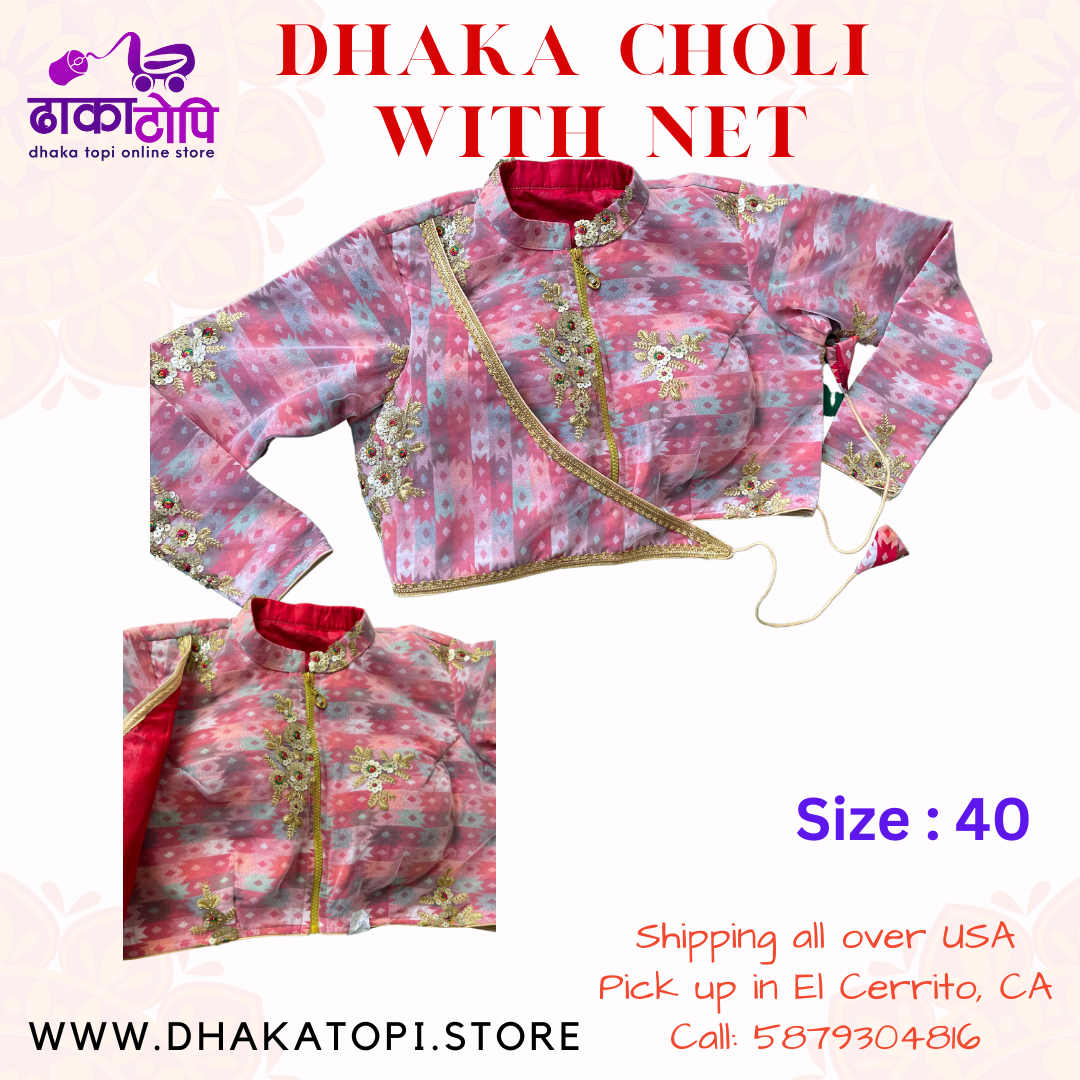 DHAKA CHOLI
WITH NET
ढाका टोपि
dhaka topi online store
Size : 40
Shipping all over USA
Pick up in El Cerrito, CA
Call: 5879304816
WWW.DHAKATOPI.STORE